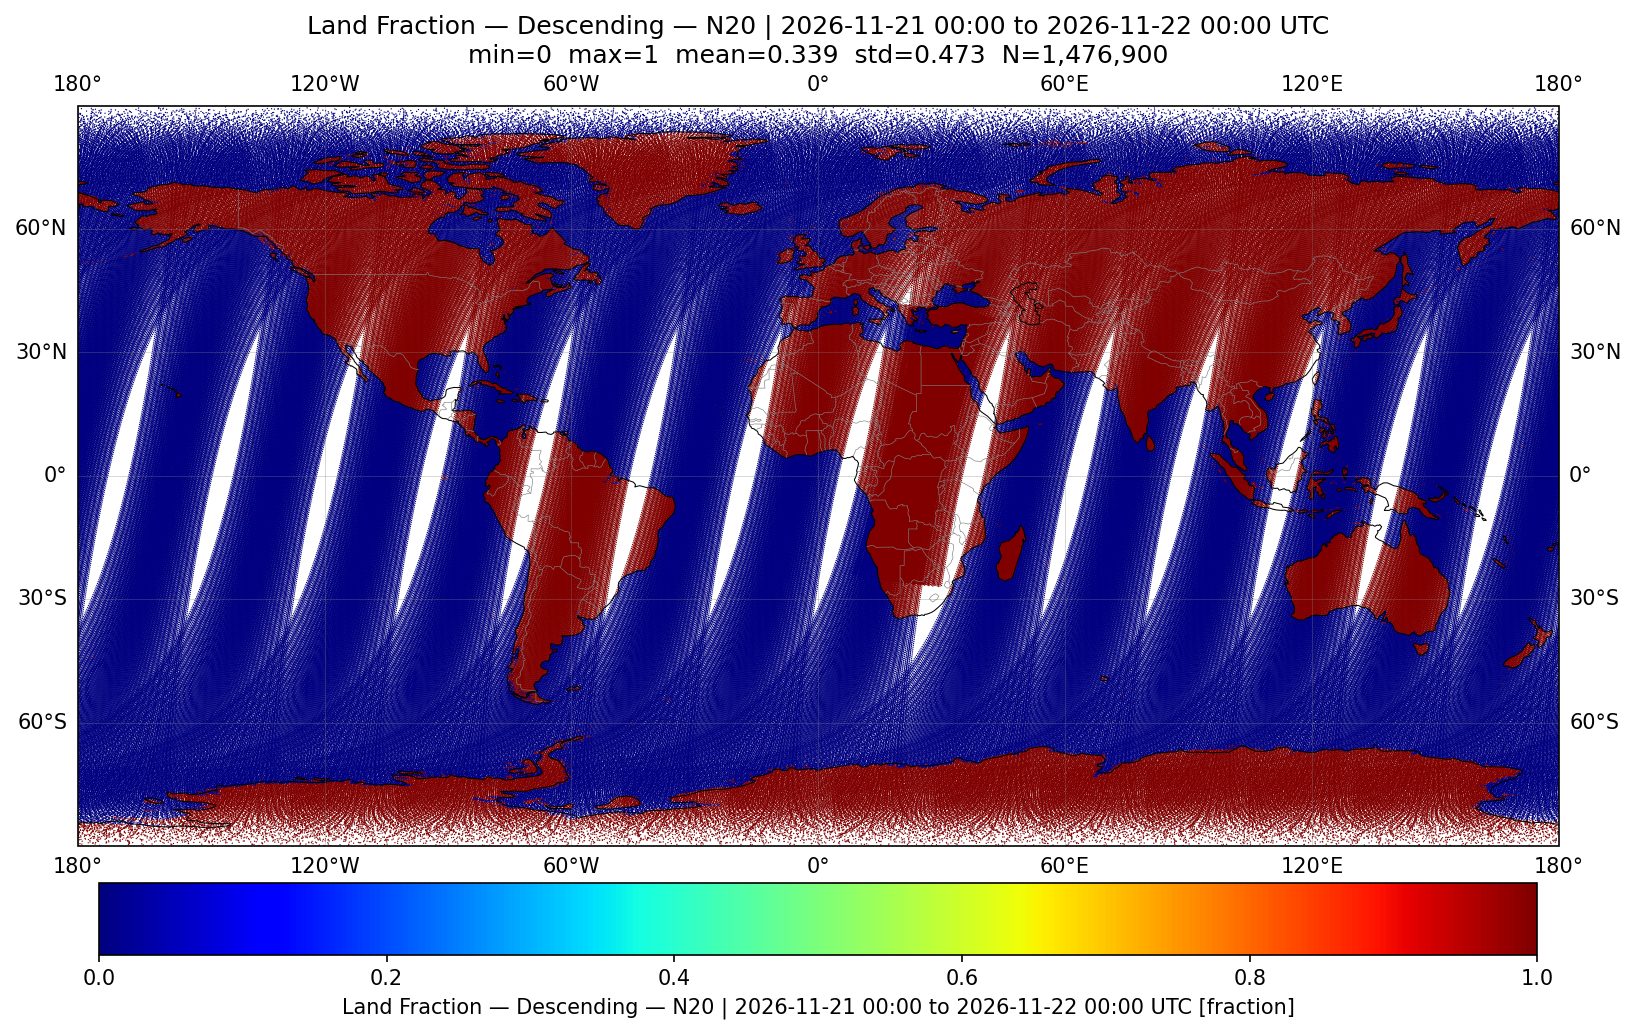 Land Fraction — Descending — N20 | 2026-11-21 00:00 to 2026-11-22 00:00 UTC
min=0  max=1  mean=0.339  std=0.473  N=1,476,900
180° 120°W 60°W 0° 60°E 120°E 180°
60°N 60°N
30°N 30°N
0° 0°
30°S 30°S
60°S 60°S
180° 120°W 60°W 0° 60°E 120°E 180°
0.0 0.2 0.4 0.6 0.8 1.0
Land Fraction — Descending — N20 | 2026-11-21 00:00 to 2026-11-22 00:00 UTC [fraction]